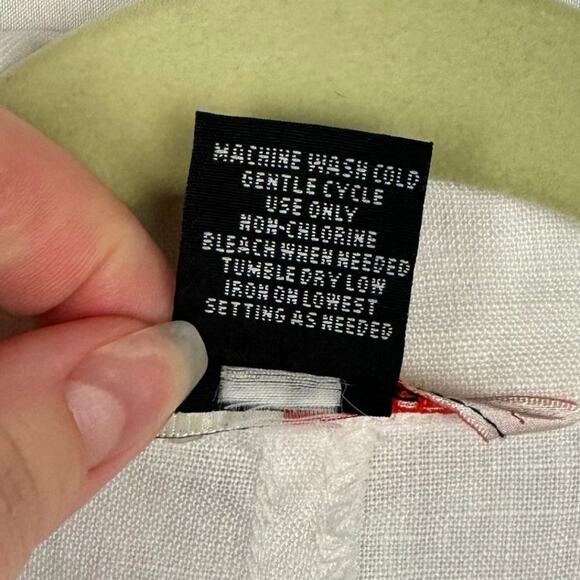 MACHINE WASH COLD
GENTLE CYCLE
USE ONLY
NON-CHLORINE
BLEACH WHEN NEEDED
TUMBLE DRY LOW
IRON ON LOWEST
SETTING AS NEEDED